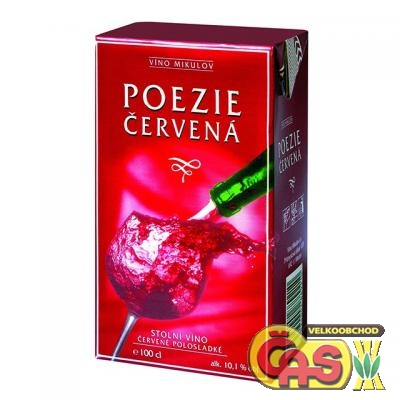 VÍNO MIKULOV
POEZIE
ČERVENÁ
STOLNÍ VÍNO
ČERVENÉ POLOSLADKÉ
e 100 cl
alk. 10,1 %
POEZIE
ČERVENÁ
VELKOOBCHOD
ČAS